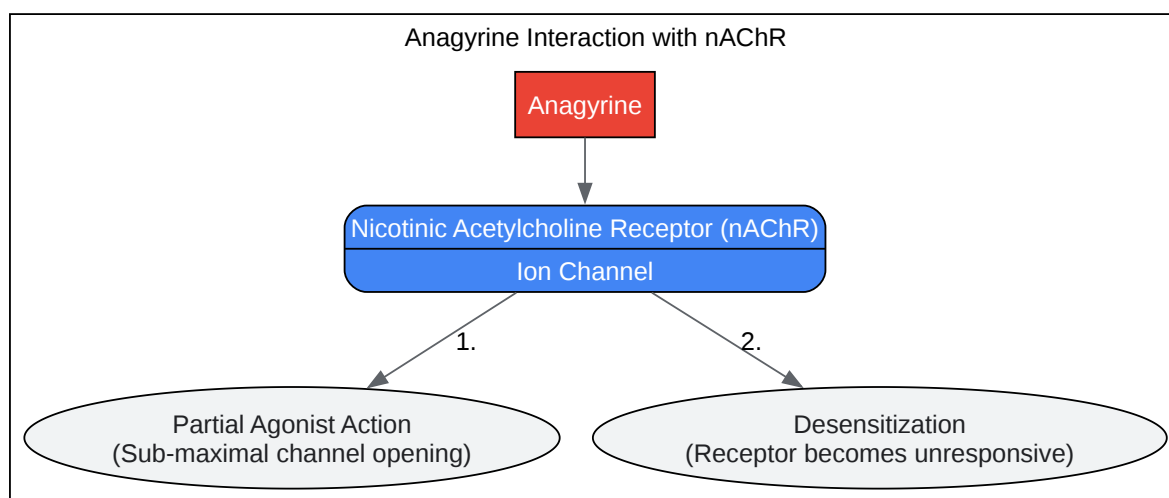 Anagyrine Interaction with nAChR
Anagyrine
Nicotinic Acetylcholine Receptor (nAChR)
Ion Channel
1.
2.
Partial Agonist Action
(Sub-maximal channel opening)
Desensitization
(Receptor becomes unresponsive)